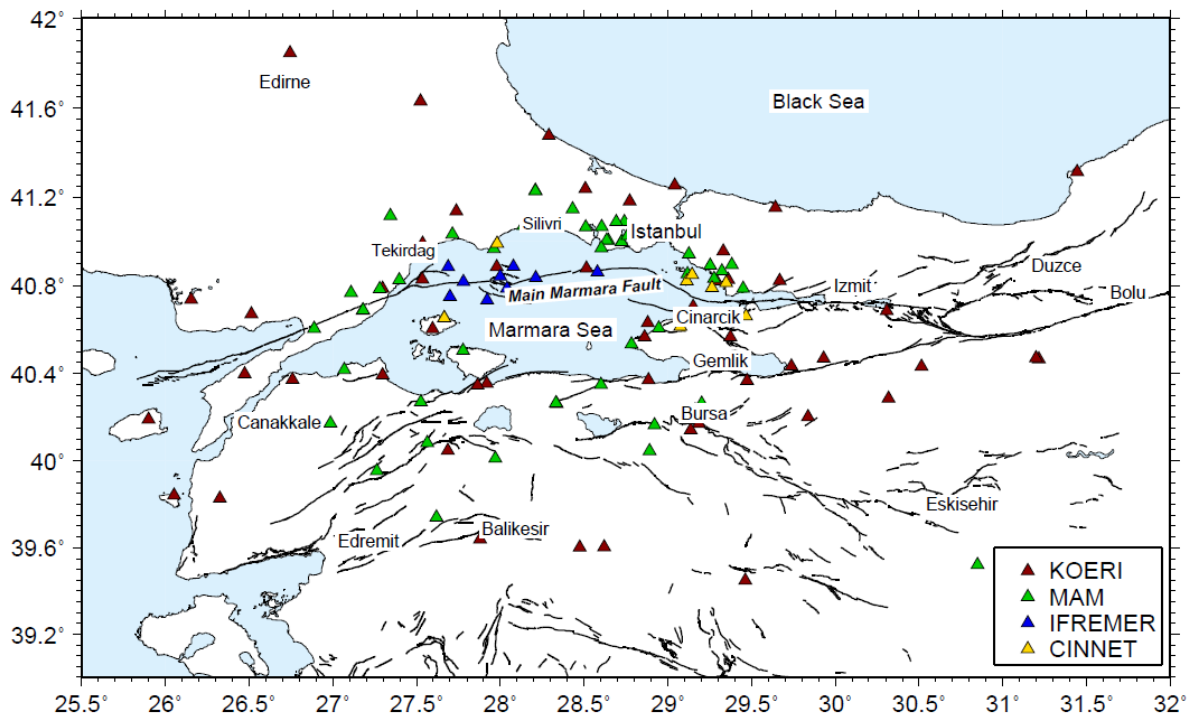 42˚
41.6˚
41.2˚
40.8˚
40.4˚
40˚
39.6˚
39.2˚
Edirne
Black Sea
Silivri
Istanbul
Tekirdag
Duzce
Main Marmara Fault
Izmit
Bolu
Marmara Sea
Cinarcik
Gemlik
Canakkale
Bursa
Eskisehir
Edremit
Balikesir
KOERI
MAM
IFREMER
CINNET
25.5˚ 26˚ 26.5˚ 27˚ 27.5˚ 28˚ 28.5˚ 29˚ 29.5˚ 30˚ 30.5˚ 31˚ 31.5˚ 32˚